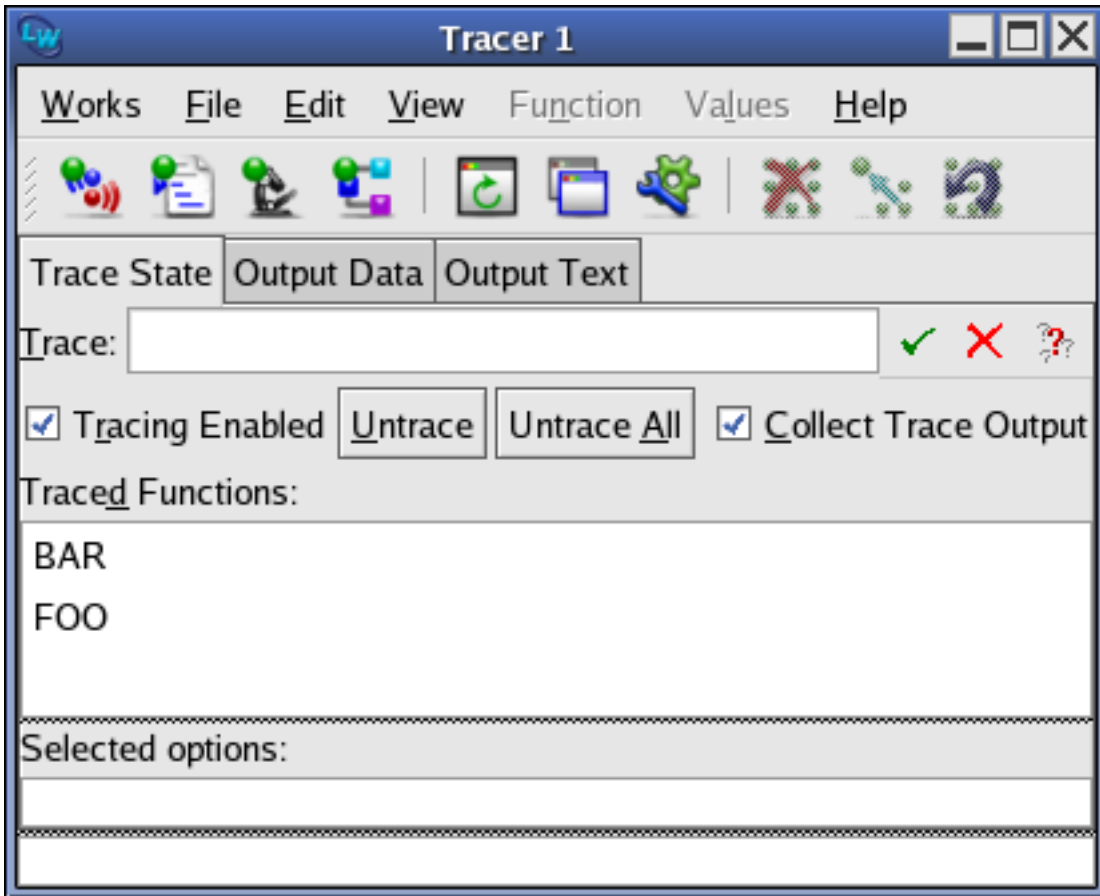 LW Tracer 1
Works File Edit View Function Values Help
Trace State Output Data Output Text
Trace: ???
Tracing Enabled Untrace Untrace All Collect Trace Output
Traced Functions:
BAR
FOO
Selected options: